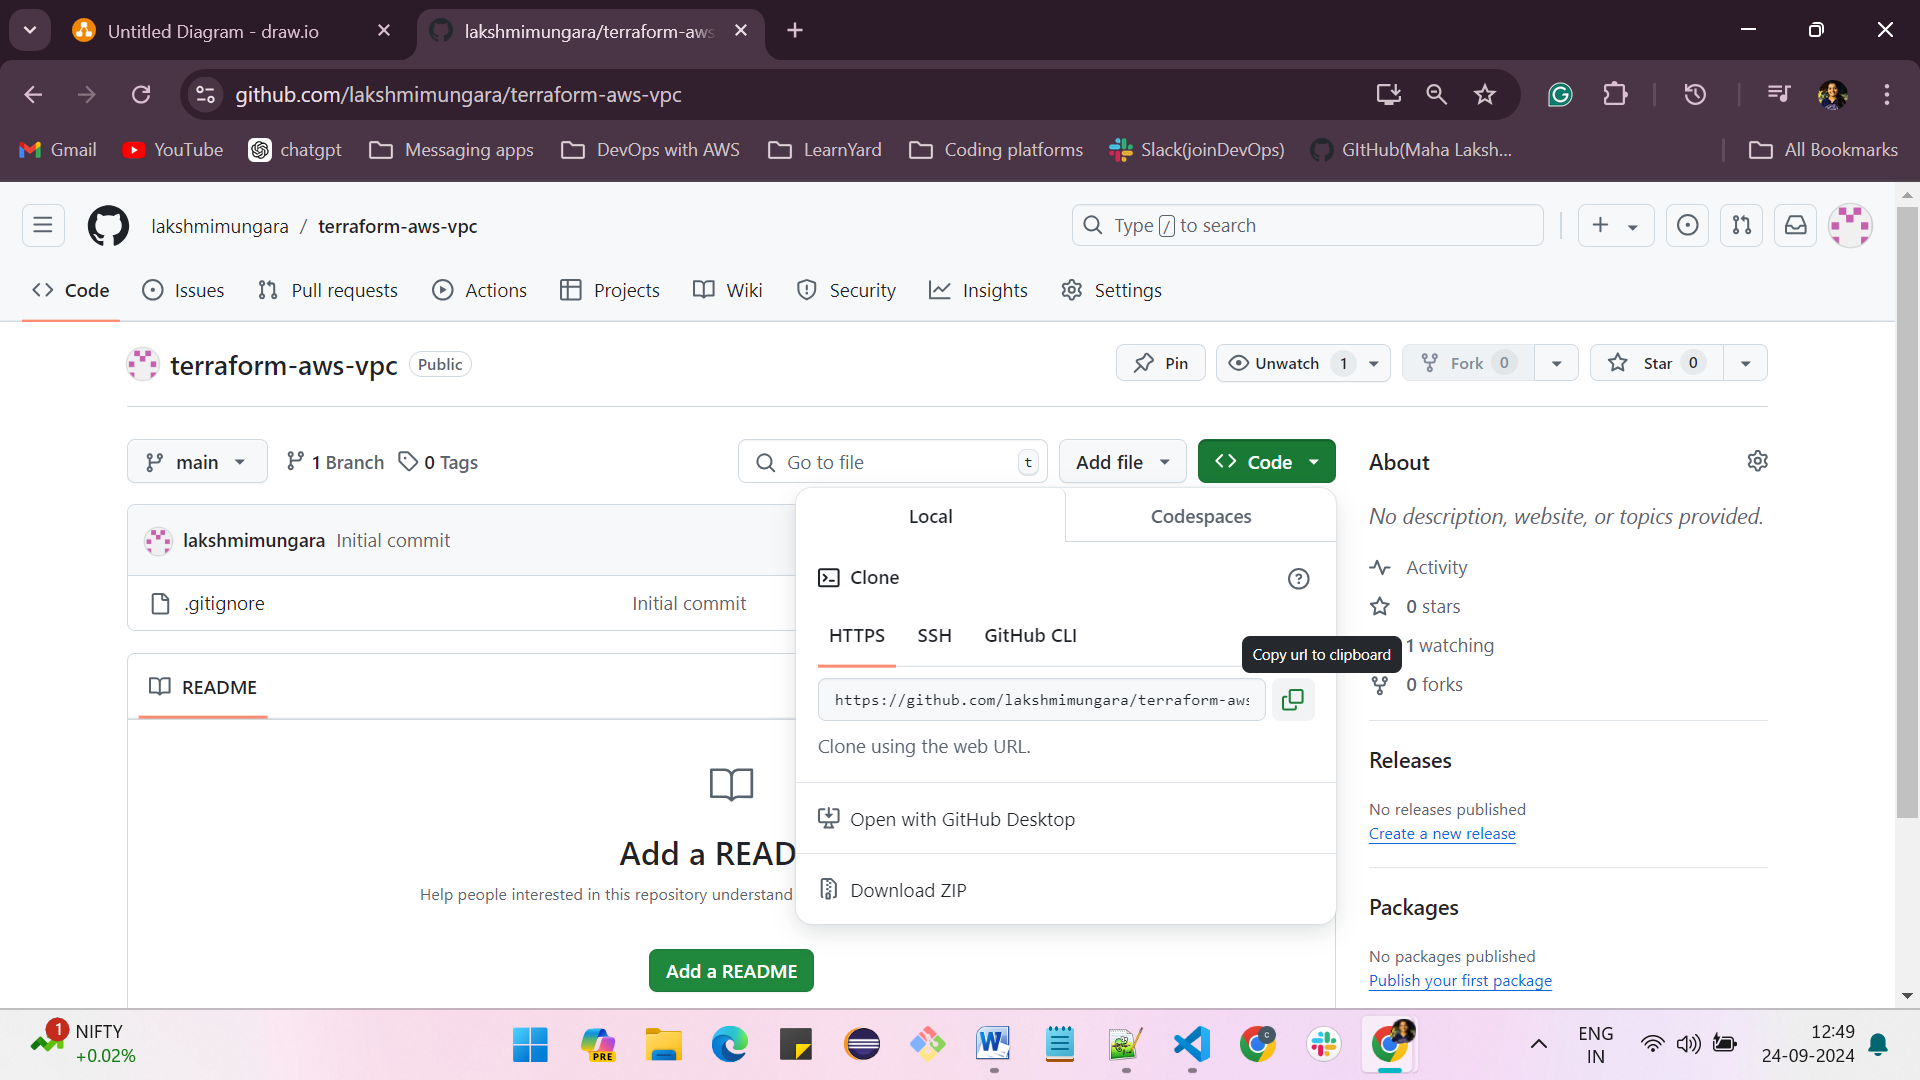 Untitled Diagram - draw.io
lakshmimungara/terraform-aws
github.com/lakshmimungara/terraform-aws-vpc
Gmail
YouTube
chatgpt
Messaging apps
DevOps with AWS
LearnYard
Coding platforms
Slack(joinDevOps)
GItHub(Maha Laksh...
All Bookmarks
lakshmimungara / terraform-aws-vpc
Type / to search
Code
Issues
Pull requests
Actions
Projects
Wiki
Security
Insights
Settings
terraform-aws-vpc
Public
Pin
Unwatch 1
Fork 0
Star 0
main
1 Branch
0 Tags
Go to file
t
Add file
Code
About
No description, website, or topics provided.
Local
Codespaces
lakshmimungara Initial commit
Clone
Activity
.gitignore
Initial commit
0 stars
HTTPS
SSH
GitHub CLI
Copy url to clipboard
1 watching
0 forks
README
https://github.com/lakshmimungara/terraform-aws
Clone using the web URL.
Releases
No releases published
Create a new release
Open with GitHub Desktop
Add a READ
Help people interested in this repository understand
Download ZIP
Packages
No packages published
Publish your first package
Add a README
1
NIFTY
+0.02%
PRE
W
C
ENG
IN
12:49
24-09-2024